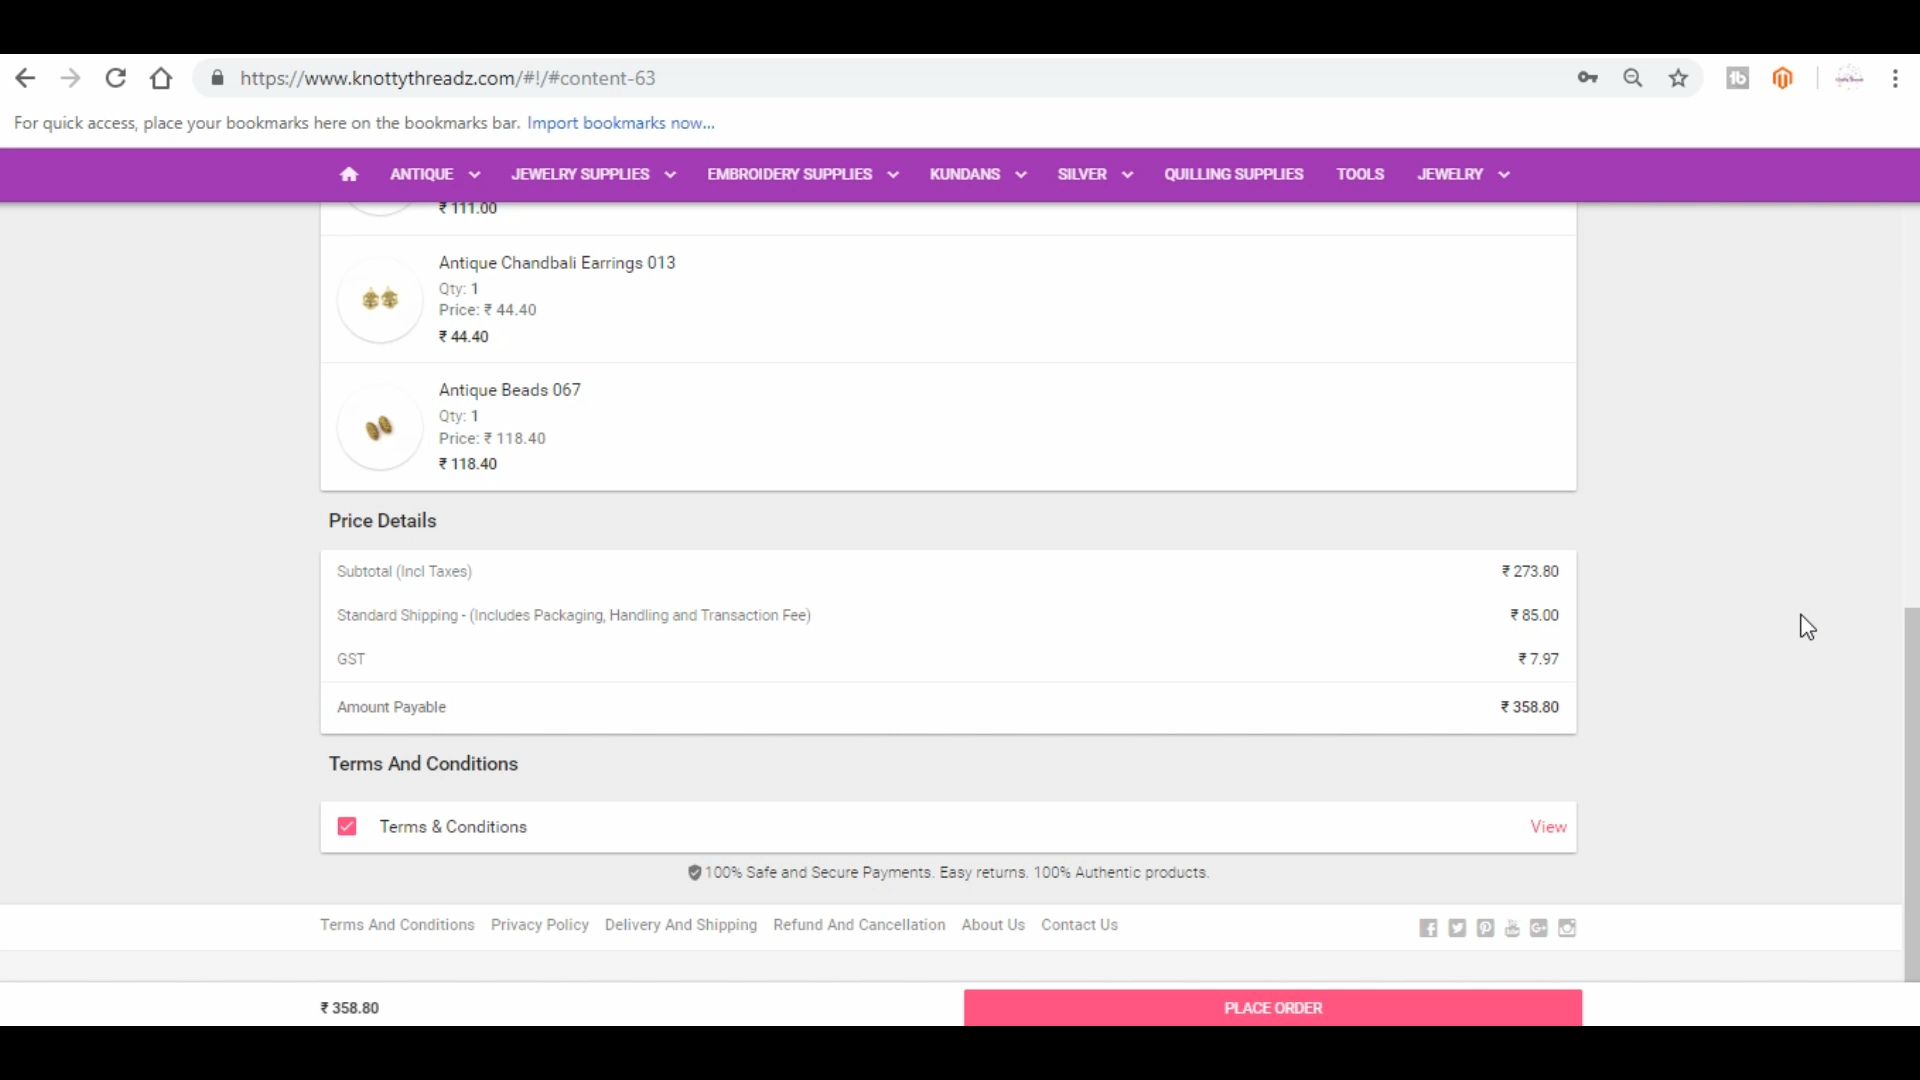 https://www.knottythreadz.com/#!/#content-63
For quick access, place your bookmarks here on the bookmarks bar. Import bookmarks now...
ANTIQUE JEWELRY SUPPLIES EMBROIDERY SUPPLIES KUNDANS SILVER QUILLING SUPPLIES TOOLS JEWELRY
₹ 111.00
Antique Chandbali Earrings 013
Qty: 1
Price: ₹ 44.40
₹ 44.40
Antique Beads 067
Qty: 1
Price: ₹ 118.40
₹ 118.40
Price Details
Subtotal (Incl Taxes) ₹ 273.80
Standard Shipping - (Includes Packaging, Handling and Transaction Fee) ₹ 85.00
GST ₹ 7.97
Amount Payable ₹ 358.80
Terms And Conditions
Terms & Conditions View
100% Safe and Secure Payments. Easy returns. 100% Authentic products.
Terms And Conditions Privacy Policy Delivery And Shipping Refund And Cancellation About Us Contact Us
₹ 358.80 PLACE ORDER